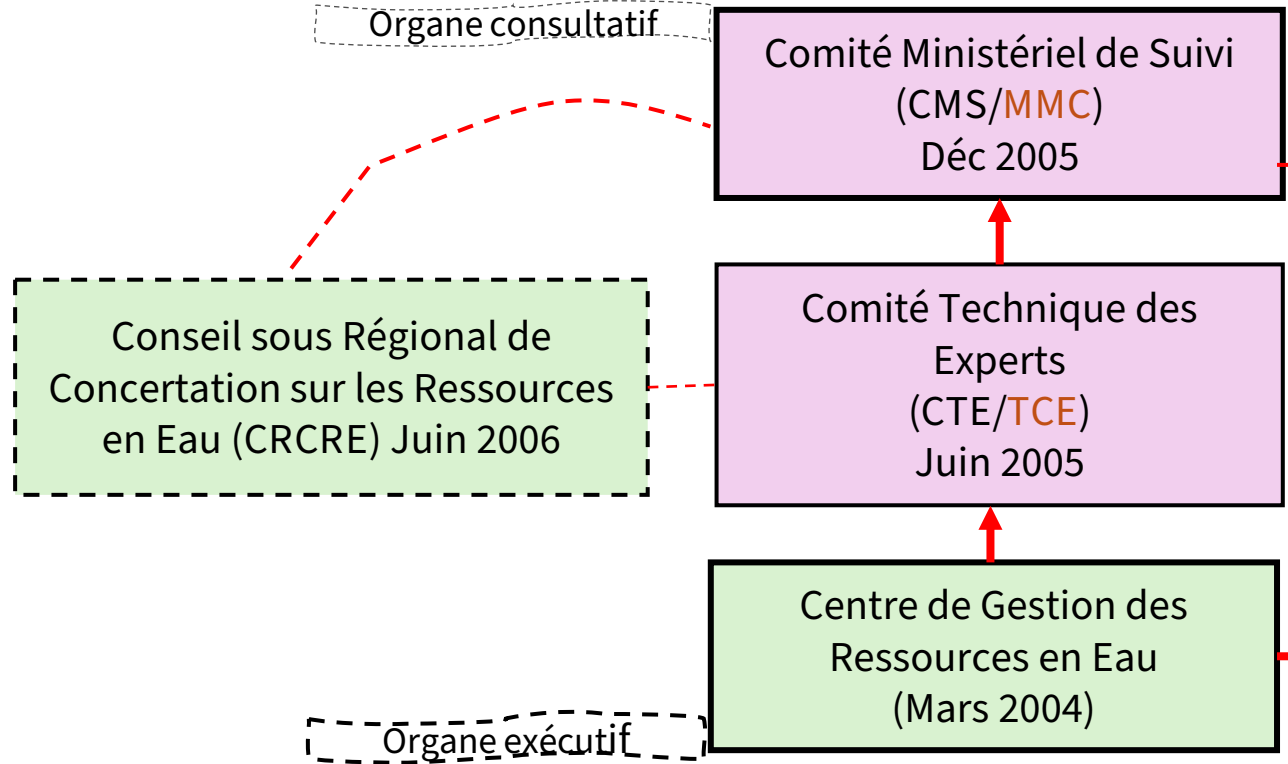 Organe consultatif
Comité Ministériel de Suivi
(CMS/MMC)
Déc 2005
Conseil sous Régional de
Concertation sur les Ressources
en Eau (CRCRE) Juin 2006
Comité Technique des
Experts
(CTE/TCE)
Juin 2005
Centre de Gestion des
Ressources en Eau
(Mars 2004)
Organe exécutif